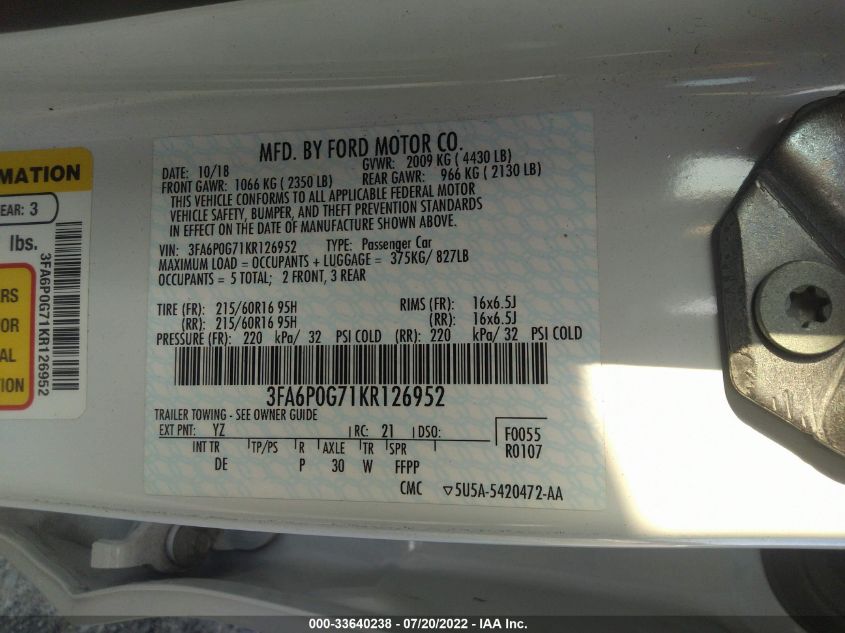 MATION
EAR: 3
lbs.
ERS
OR
AL
ION
3FA6P0G71KR126952
MFD. BY FORD MOTOR CO.
DATE: 10/18 GVWR: 2009 KG ( 4430 LB)
FRONT GAWR: 1066 KG ( 2350 LB) REAR GAWR: 966 KG ( 2130 LB)
THIS VEHICLE CONFORMS TO ALL APPLICABLE FEDERAL MOTOR
VEHICLE SAFETY, BUMPER, AND THEFT PREVENTION STANDARDS
IN EFFECT ON THE DATE OF MANUFACTURE SHOWN ABOVE.
VIN: 3FA6P0G71KR126952 TYPE: Passenger Car
MAXIMUM LOAD = OCCUPANTS + LUGGAGE = 375KG/ 827LB
OCCUPANTS = 5 TOTAL; 2 FRONT, 3 REAR
TIRE (FR): 215/60R16 95H RIMS (FR): 16x6.5J
(RR): 215/60R16 95H (RR): 16x6.5J
PRESSURE (FR): 220 kPa/ 32 PSI COLD (RR): 220 kPa/ 32 PSI COLD
3FA6P0G71KR126952
TRAILER TOWING - SEE OWNER GUIDE
EXT PNT: YZ RC: 21 DSO: F0055
INT TR TP/PS R AXLE TR SPR R0107
DE P 30 W FFPP
CMC ▽5U5A-5420472-AA
000-33640238 - 07/20/2022 - IAA Inc.